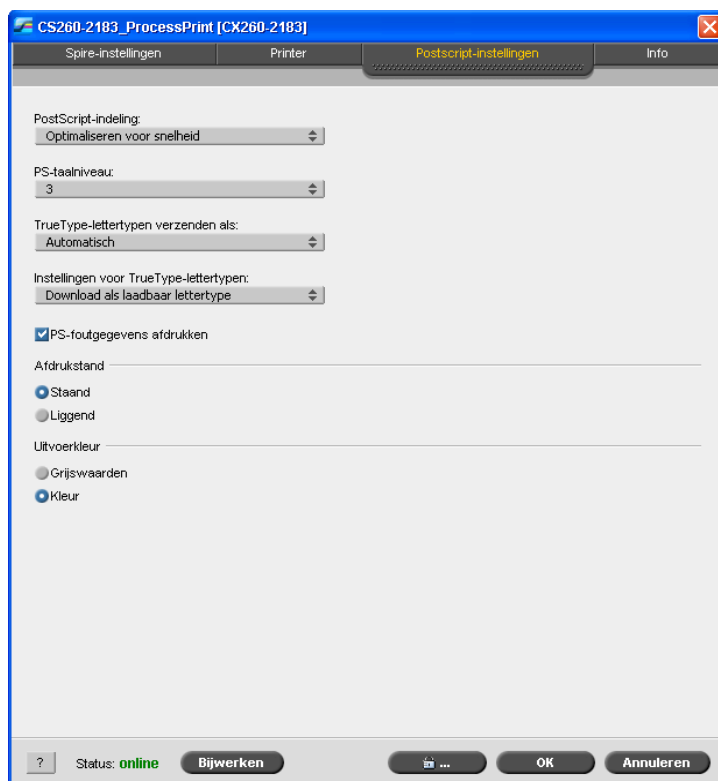 CS260-2183_ProcessPrint [CX260-2183]
Spire-instellingen
Printer
Postscript-instellingen
Info
PostScript-indeling:
Optimaliseren voor snelheid
PS-taalniveau:
3
TrueType-lettertypen verzenden als:
Automatisch
Instellingen voor TrueType-lettertypen:
Download als laadbaar lettertype
PS-foutgegevens afdrukken
Afdrukstand
Staand
Liggend
Uitvoerkleur
Grijswaarden
Kleur
? Status: online Bijwerken ... OK Annuleren